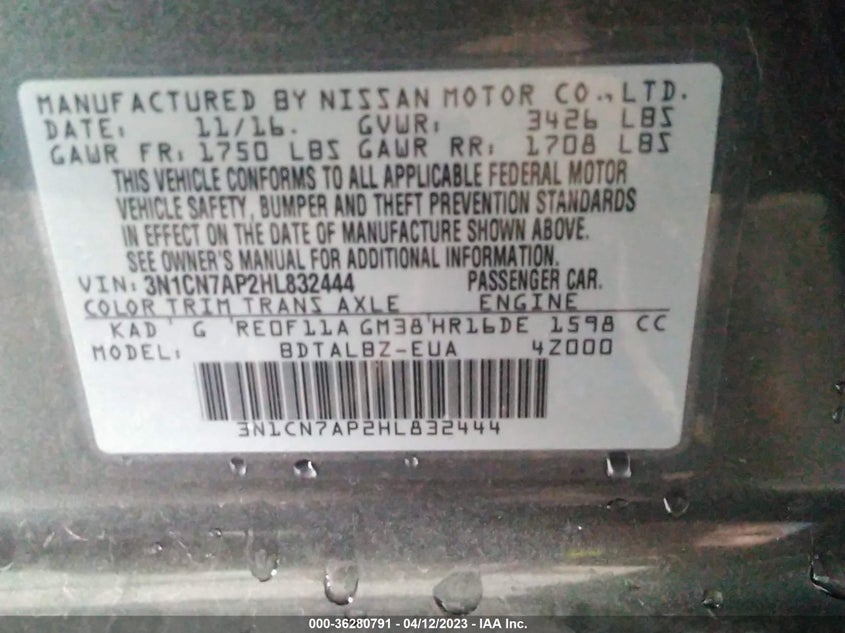 MANUFACTURED BY NISSAN MOTOR CO., LTD.
DATE: 11/16. GVWR: 3426 LBS
GAWR FR: 1750 LBS GAWR RR: 1708 LBS
THIS VEHICLE CONFORMS TO ALL APPLICABLE FEDERAL MOTOR
VEHICLE SAFETY, BUMPER AND THEFT PREVENTION STANDARDS
IN EFFECT ON THE DATE OF MANUFACTURE SHOWN ABOVE.
SEE OWNER'S MANUAL FOR ADDITIONAL INFORMATION.
VIN: 3N1CN7AP2HL832444 PASSENGER CAR.
COLOR TRIM TRANS AXLE ENGINE
KAD G RE0F11A GM38 HR16DE 1598 CC
MODEL: BDTALBZ-EUA 4Z000
3N1CN7AP2HL832444
000-36280791 - 04/12/2023 - IAA Inc.